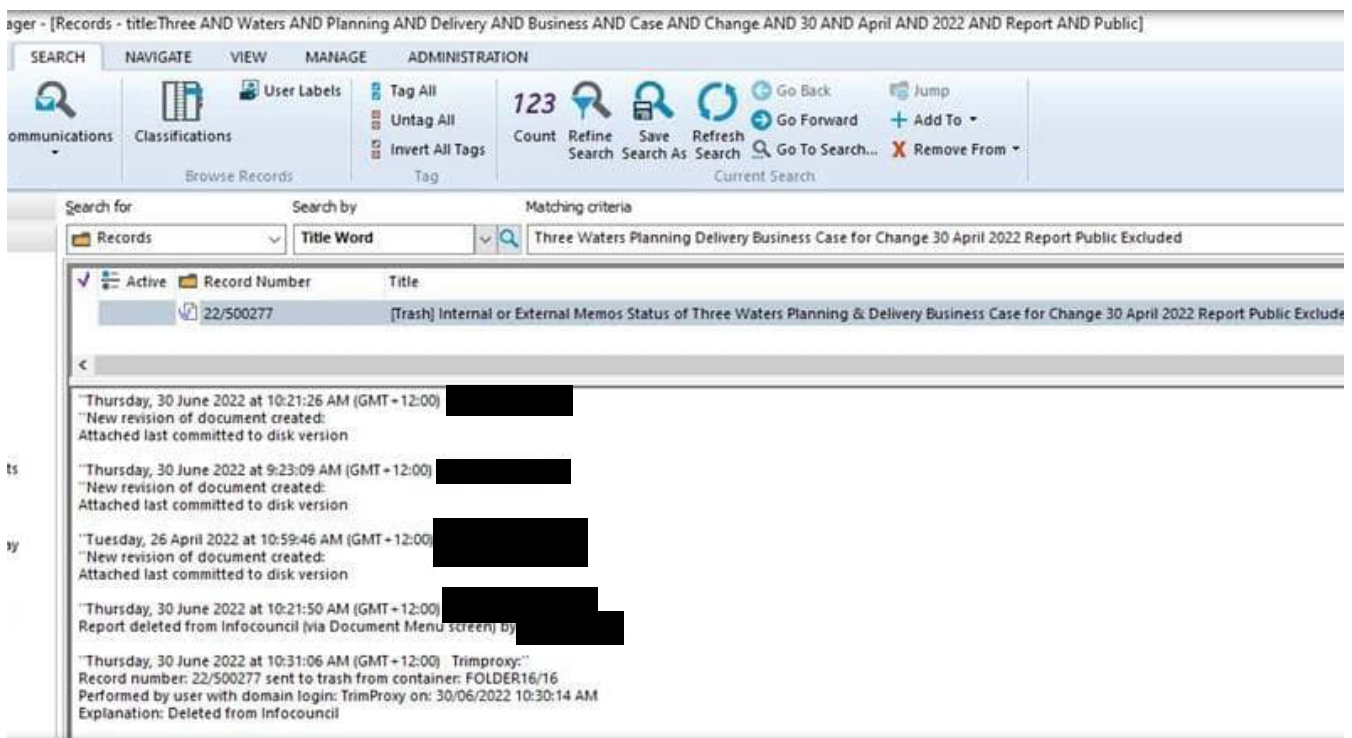 ager - [Records - title:Three AND Waters AND Planning AND Delivery AND Business AND Case AND Change AND 30 AND April AND 2022 AND Report AND Public]
SEARCH NAVIGATE VIEW MANAGE ADMINISTRATION
ommunications
Classifications
User Labels
Browse Records
Tag All
Untag All
Invert All Tags
Tag
123
Count
Refine Search
Save Search As
Refresh Search
Go Back
Go Forward
Go To Search...
Jump
Add To
Remove From
Current Search
Search for Search by Matching criteria
Records Title Word Three Waters Planning Delivery Business Case for Change 30 April 2022 Report Public Excluded
Active Record Number Title
22/500277 [Trash] Internal or External Memos Status of Three Waters Planning & Delivery Business Case for Change 30 April 2022 Report Public Exclude
"Thursday, 30 June 2022 at 10:21:26 AM (GMT+12:00)
"New revision of document created:
Attached last committed to disk version
ts
"Thursday, 30 June 2022 at 9:23:09 AM (GMT+12:00)
"New revision of document created:
Attached last committed to disk version
ay
"Tuesday, 26 April 2022 at 10:59:46 AM (GMT+12:00)
"New revision of document created:
Attached last committed to disk version
"Thursday, 30 June 2022 at 10:21:50 AM (GMT+12:00)
Report deleted from Infocouncil (via Document Menu screen) by
"Thursday, 30 June 2022 at 10:31:06 AM (GMT+12:00) Trimproxy:"
Record number: 22/500277 sent to trash from container: FOLDER16/16
Performed by user with domain login: TrimProxy on: 30/06/2022 10:30:14 AM
Explanation: Deleted from Infocouncil